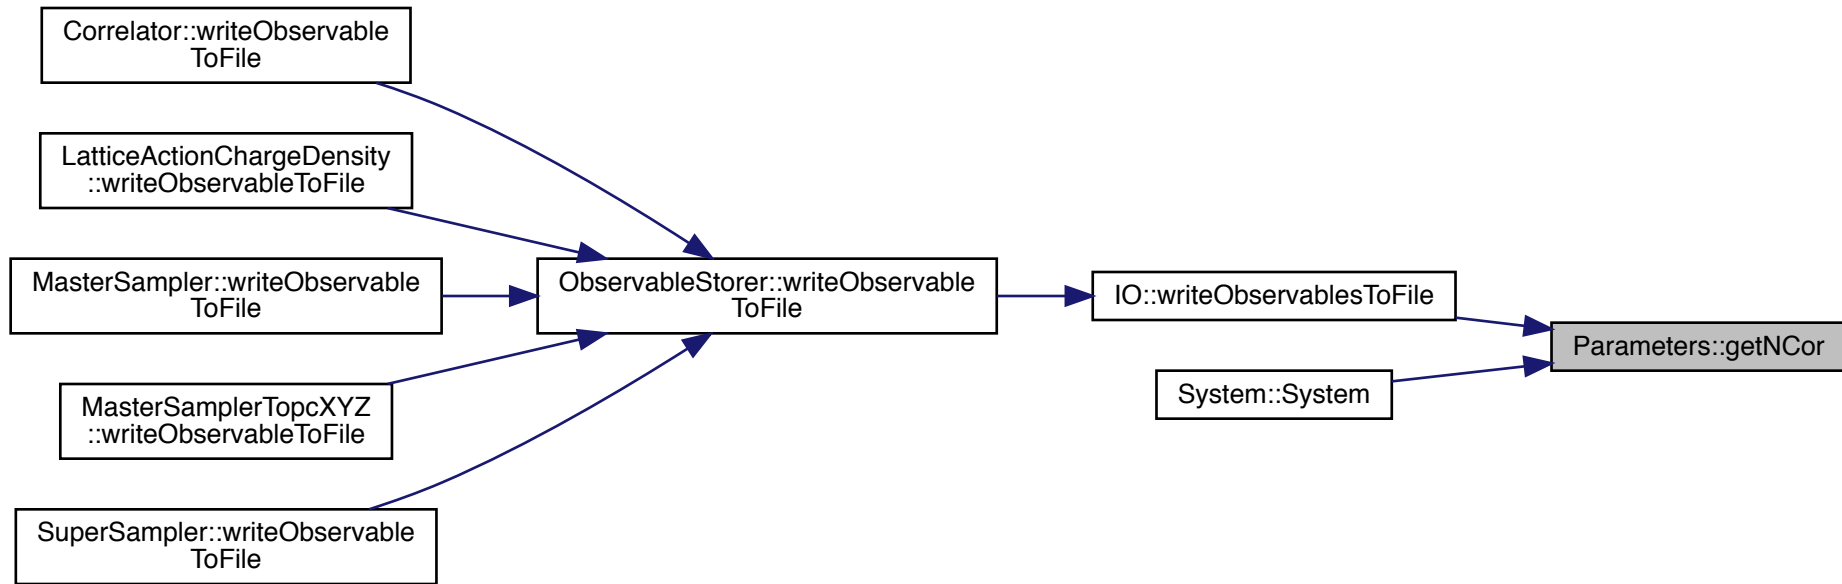 Correlator::writeObservable
ToFile
LatticeActionChargeDensity
::writeObservableToFile
MasterSampler::writeObservable
ToFile
MasterSamplerTopcXYZ
::writeObservableToFile
SuperSampler::writeObservable
ToFile
ObservableStorer::writeObservable
ToFile
IO::writeObservablesToFile
System::System
Parameters::getNCor